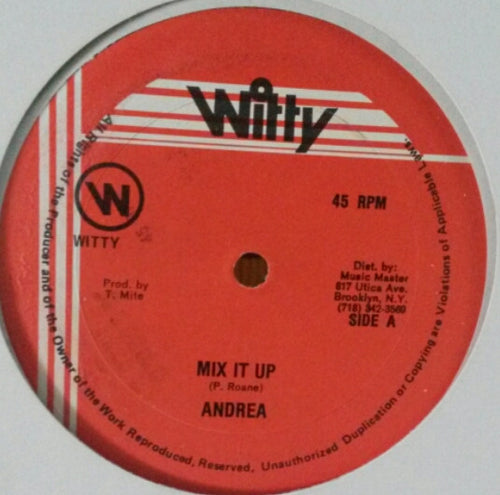 Witty
W
WITTY
45 RPM
Prod. by
T. Mite
Dist. by:
Music Master
817 Utica Ave.
Brooklyn, N.Y.
(718) 342-3569
SIDE A
MIX IT UP
(P. Roane)
ANDREA
All Rights of the Producer and of the Owner of the Work Reproduced, Reserved, Unauthorized Duplication or Copying are Violations of Applicable Laws.